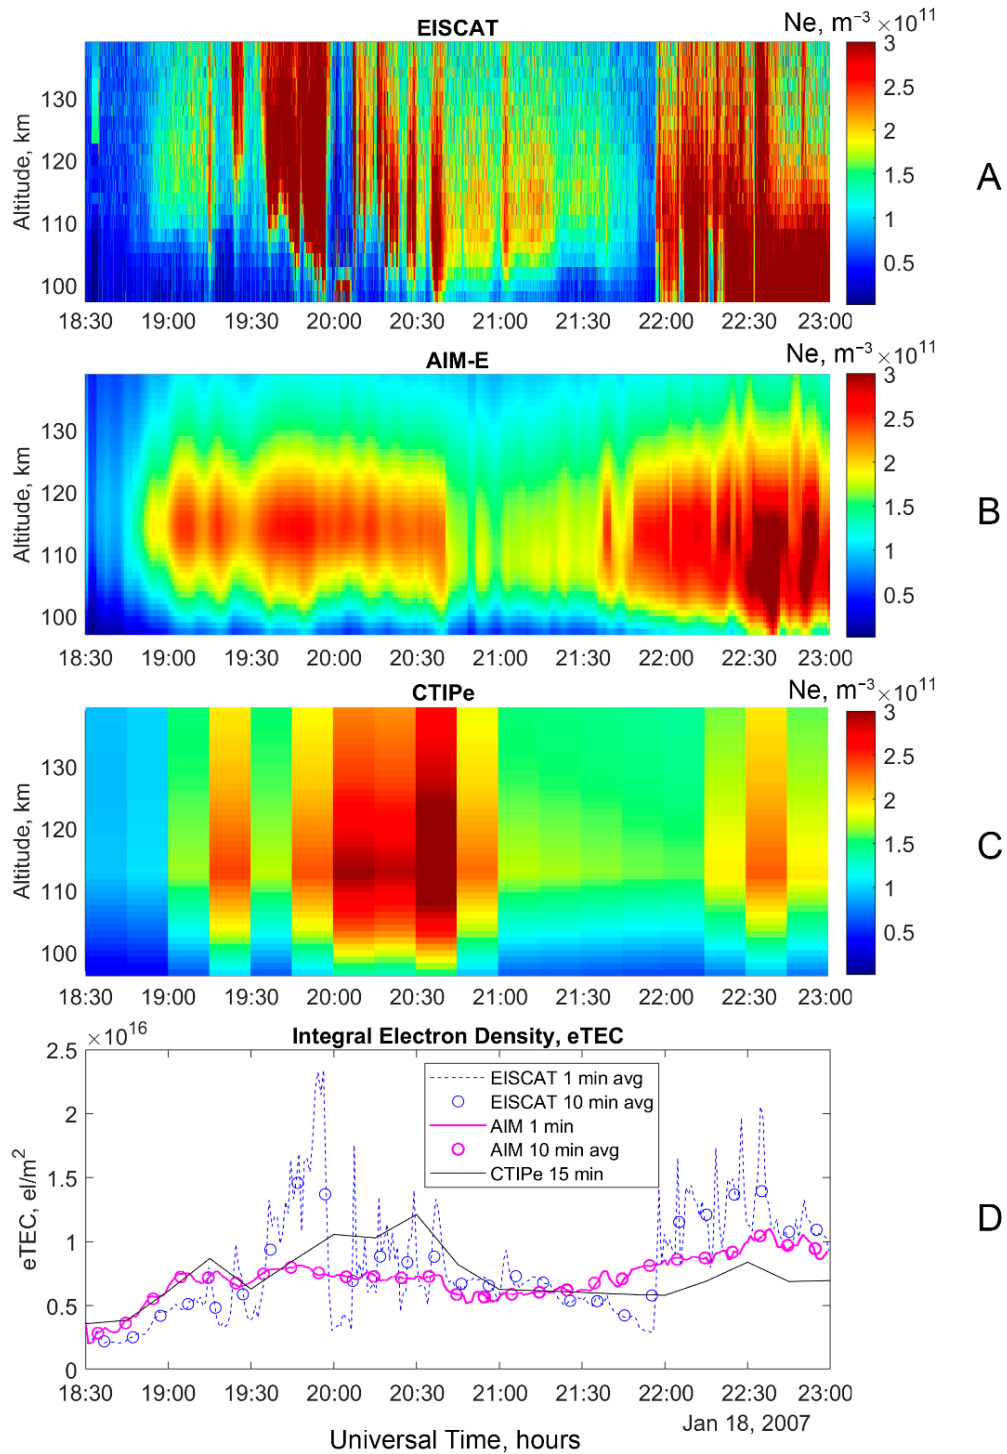 EISCAT
Ne, m⁻³ ×10¹¹
Altitude, km
130
120
110
100
3
2.5
2
1.5
1
0.5
A
18:30 19:00 19:30 20:00 20:30 21:00 21:30 22:00 22:30 23:00
AIM-E
Ne, m⁻³ ×10¹¹
Altitude, km
130
120
110
100
3
2.5
2
1.5
1
0.5
B
18:30 19:00 19:30 20:00 20:30 21:00 21:30 22:00 22:30 23:00
CTIPe
Ne, m⁻³ ×10¹¹
Altitude, km
130
120
110
100
3
2.5
2
1.5
1
0.5
C
18:30 19:00 19:30 20:00 20:30 21:00 21:30 22:00 22:30 23:00
×10¹⁶
Integral Electron Density, eTEC
eTEC, el/m²
2.5
2
1.5
1
0.5
0
EISCAT 1 min avg
EISCAT 10 min avg
AIM 1 min
AIM 10 min avg
CTIPe 15 min
D
18:30 19:00 19:30 20:00 20:30 21:00 21:30 22:00 22:30 23:00
Jan 18, 2007
Universal Time, hours